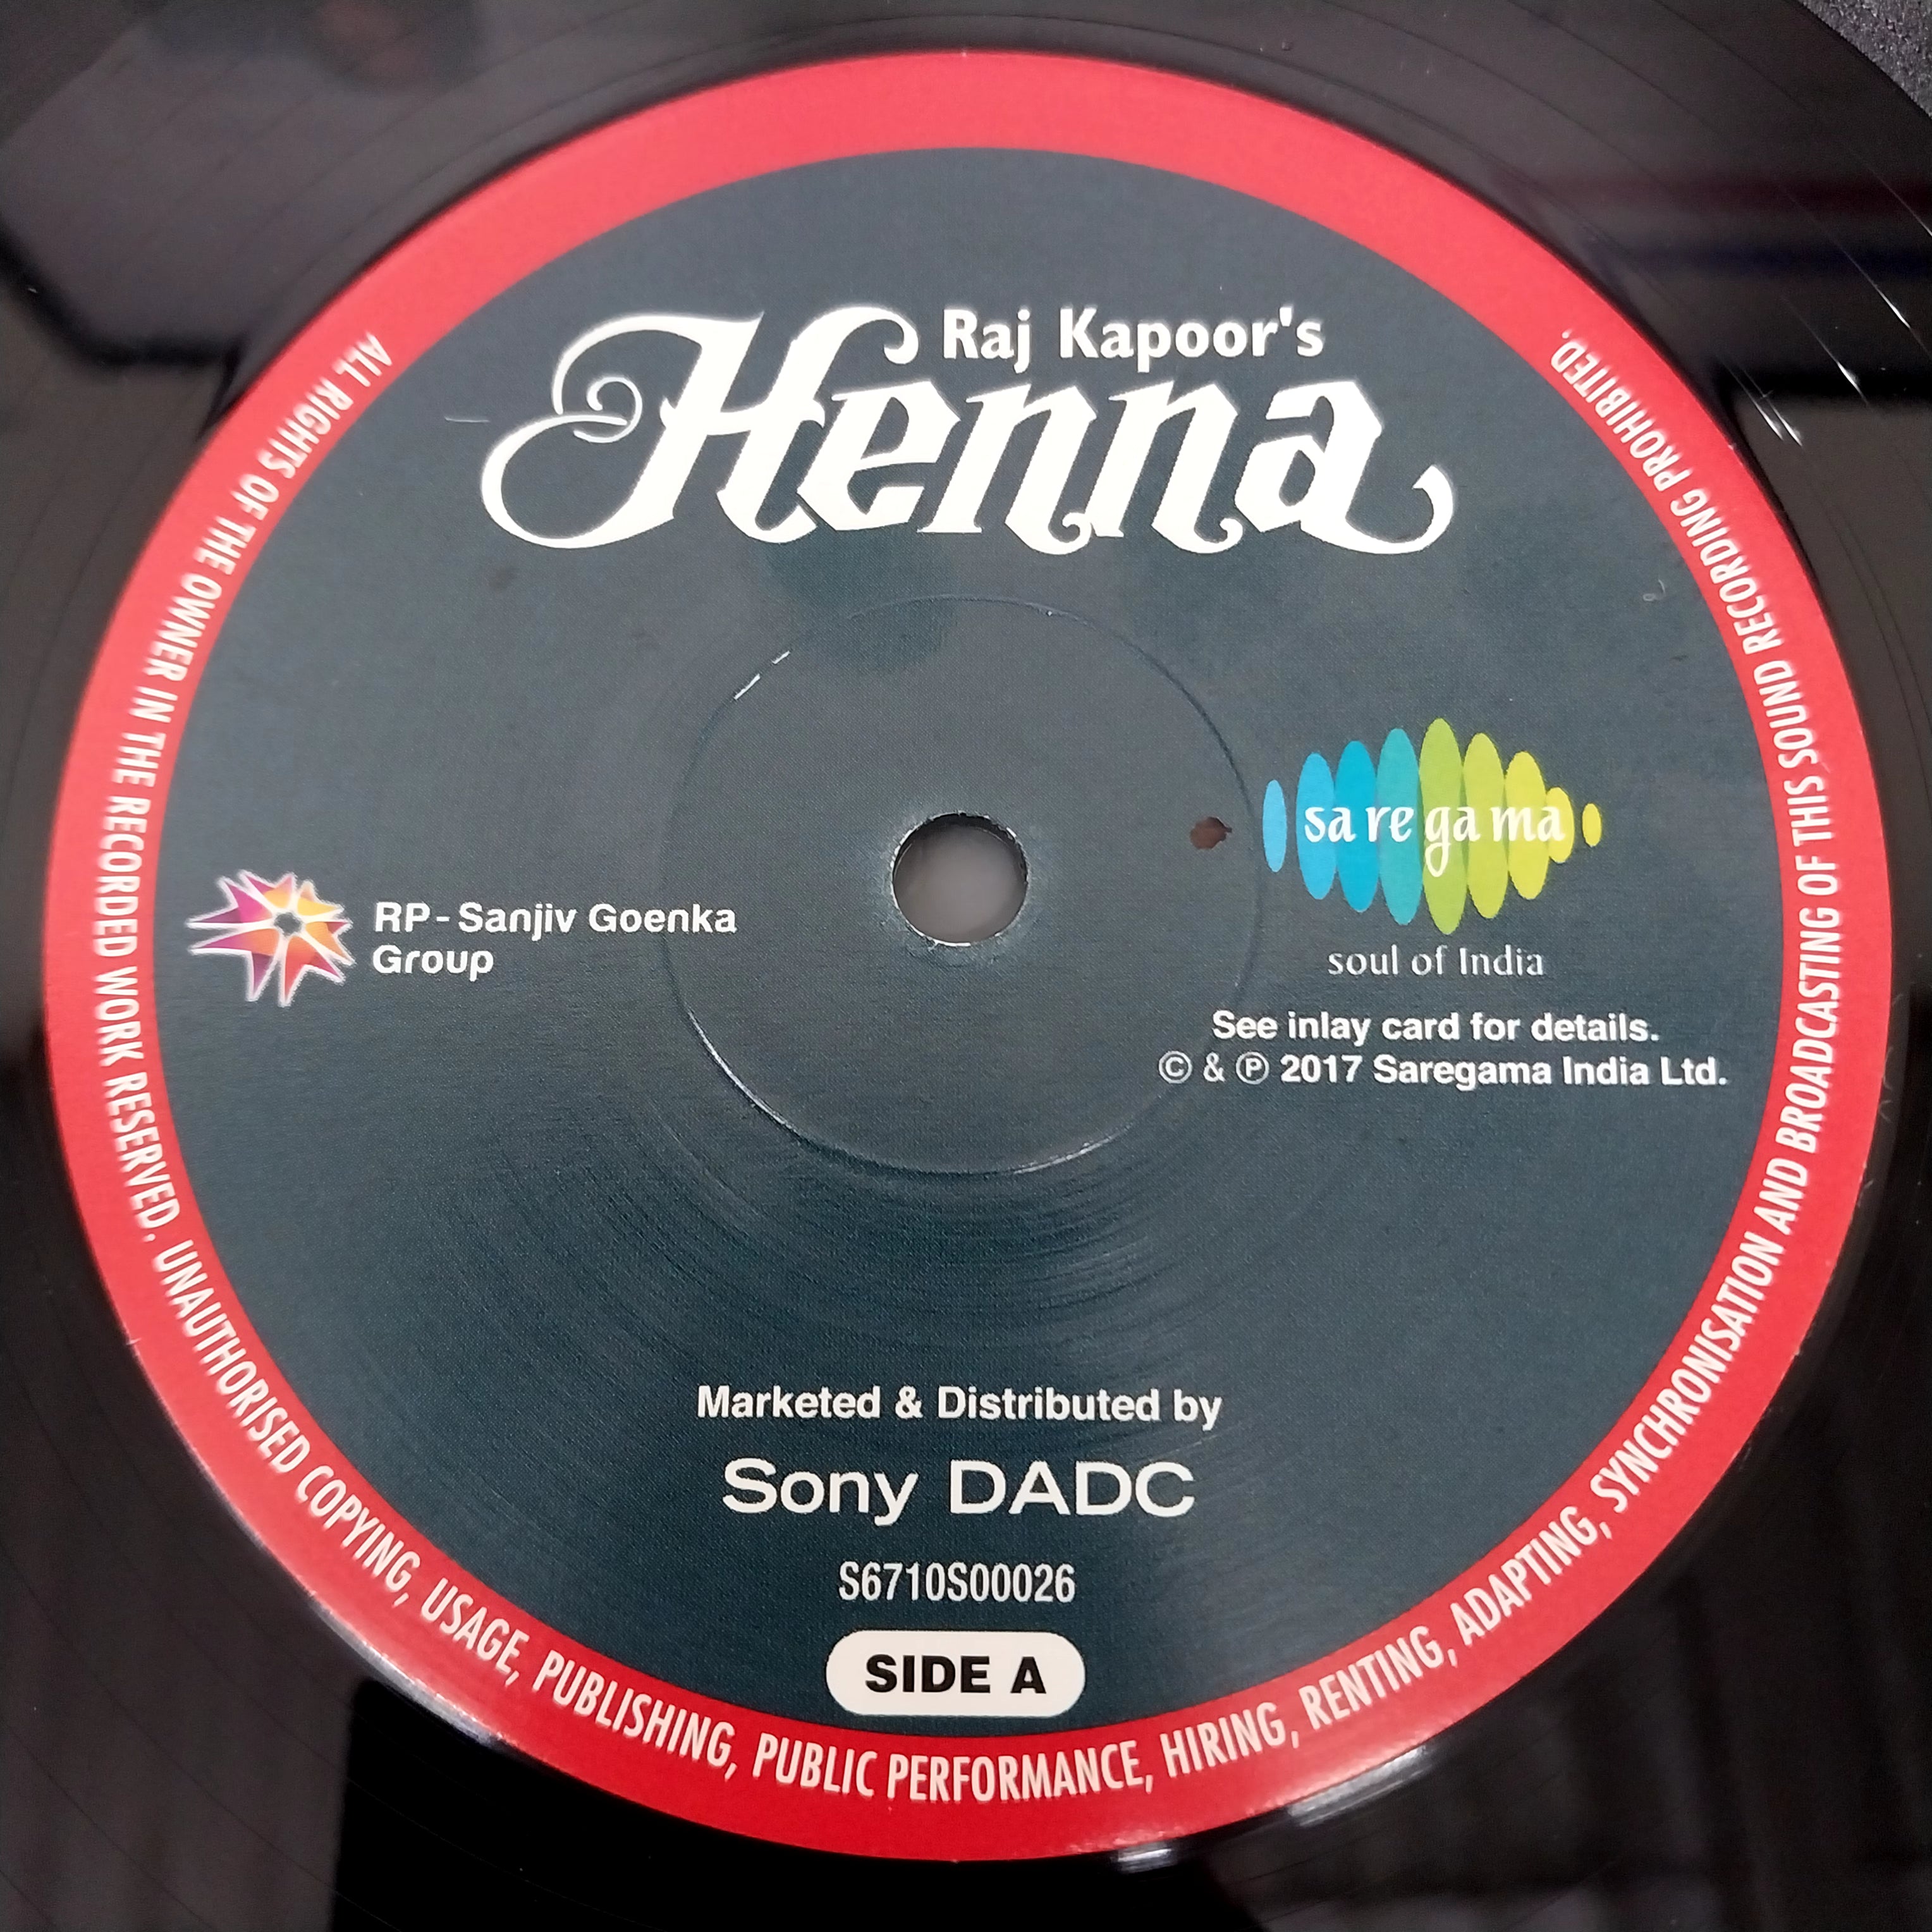 Raj Kapoor's
Henna
sa re ga ma
soul of India
RP-Sanjiv Goenka
Group
See inlay card for details.
© & ℗ 2017 Saregama India Ltd.
Marketed & Distributed by
Sony DADC
S6710S00026
SIDE A
ALL RIGHTS OF THE OWNER IN THE RECORDED WORK RESERVED. UNAUTHORISED COPYING, USAGE, PUBLISHING, PUBLIC PERFORMANCE, HIRING, RENTING, ADAPTING, SYNCHRONISATION AND BROADCASTING OF THIS SOUND RECORDING PROHIBITED.